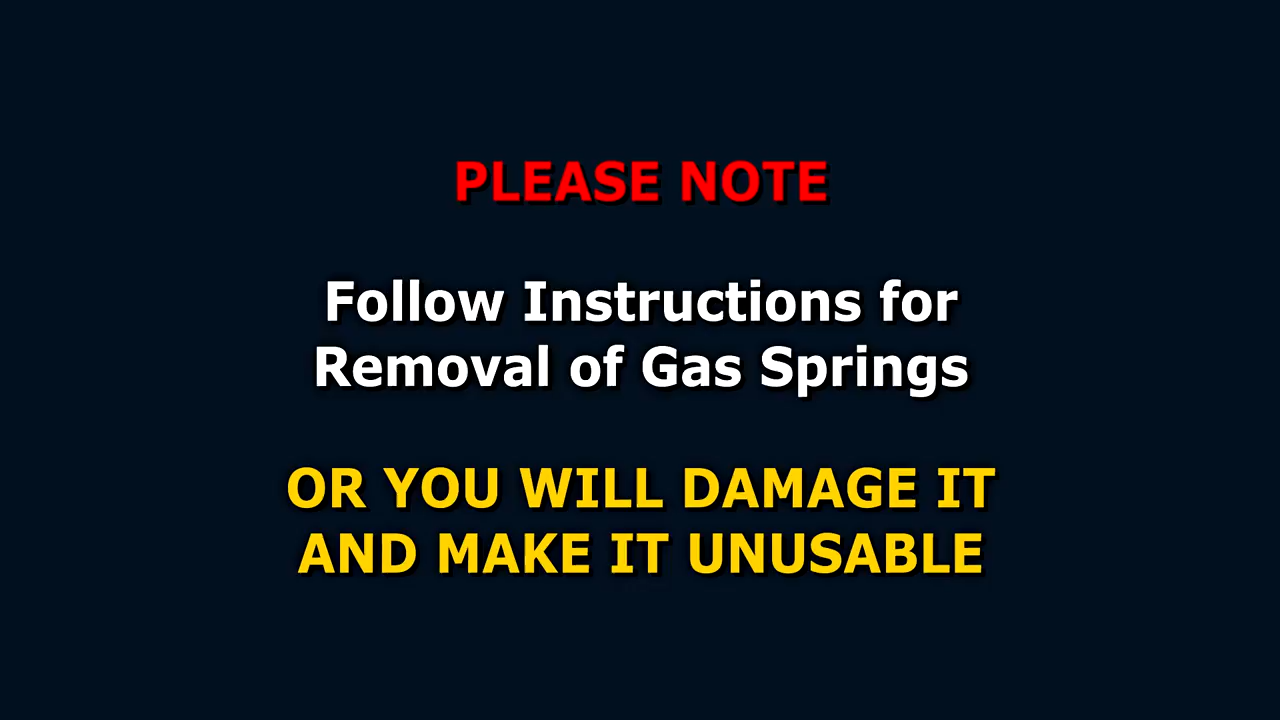 PLEASE NOTE
Follow Instructions for
Removal of Gas Springs
OR YOU WILL DAMAGE IT
AND MAKE IT UNUSABLE